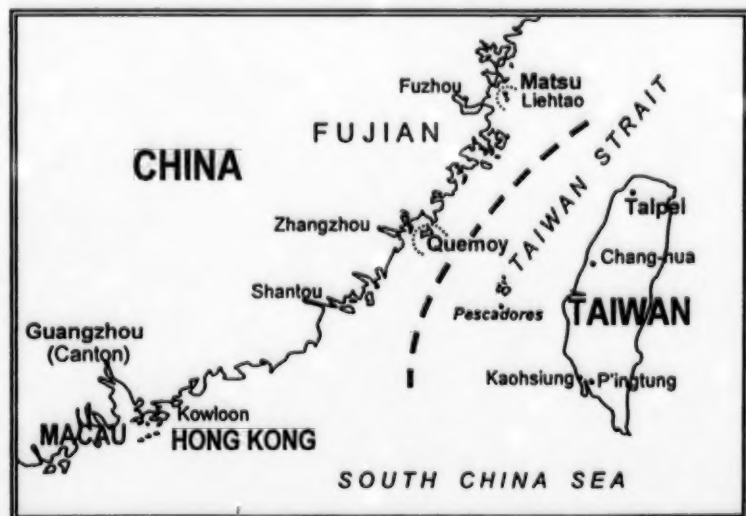 Matsu
Fuzhou
Liehtao
FUJIAN
CHINA
TAIWAN STRAIT
Taipei
Zhangzhou
Quemoy
Chang-hua
Shantou
Pescadores
TAIWAN
Guangzhou
(Canton)
Kaohsiung
P'ingtung
Kowloon
MACAU
HONG KONG
SOUTH CHINA SEA